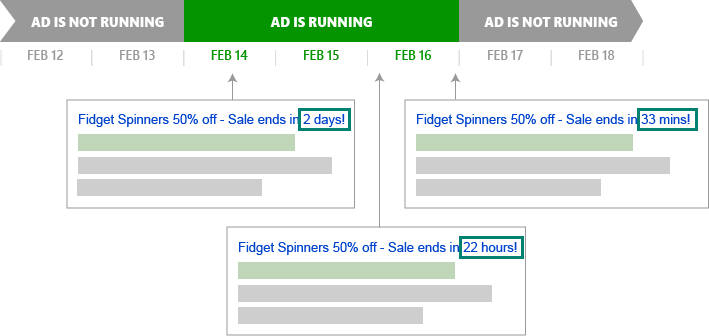 AD IS NOT RUNNING
AD IS RUNNING
AD IS NOT RUNNING
FEB 12
FEB 13
FEB 14
FEB 15
FEB 16
FEB 17
FEB 18
Fidget Spinners 50% off - Sale ends in 2 days!
Fidget Spinners 50% off - Sale ends in 33 mins!
Fidget Spinners 50% off - Sale ends in 22 hours!